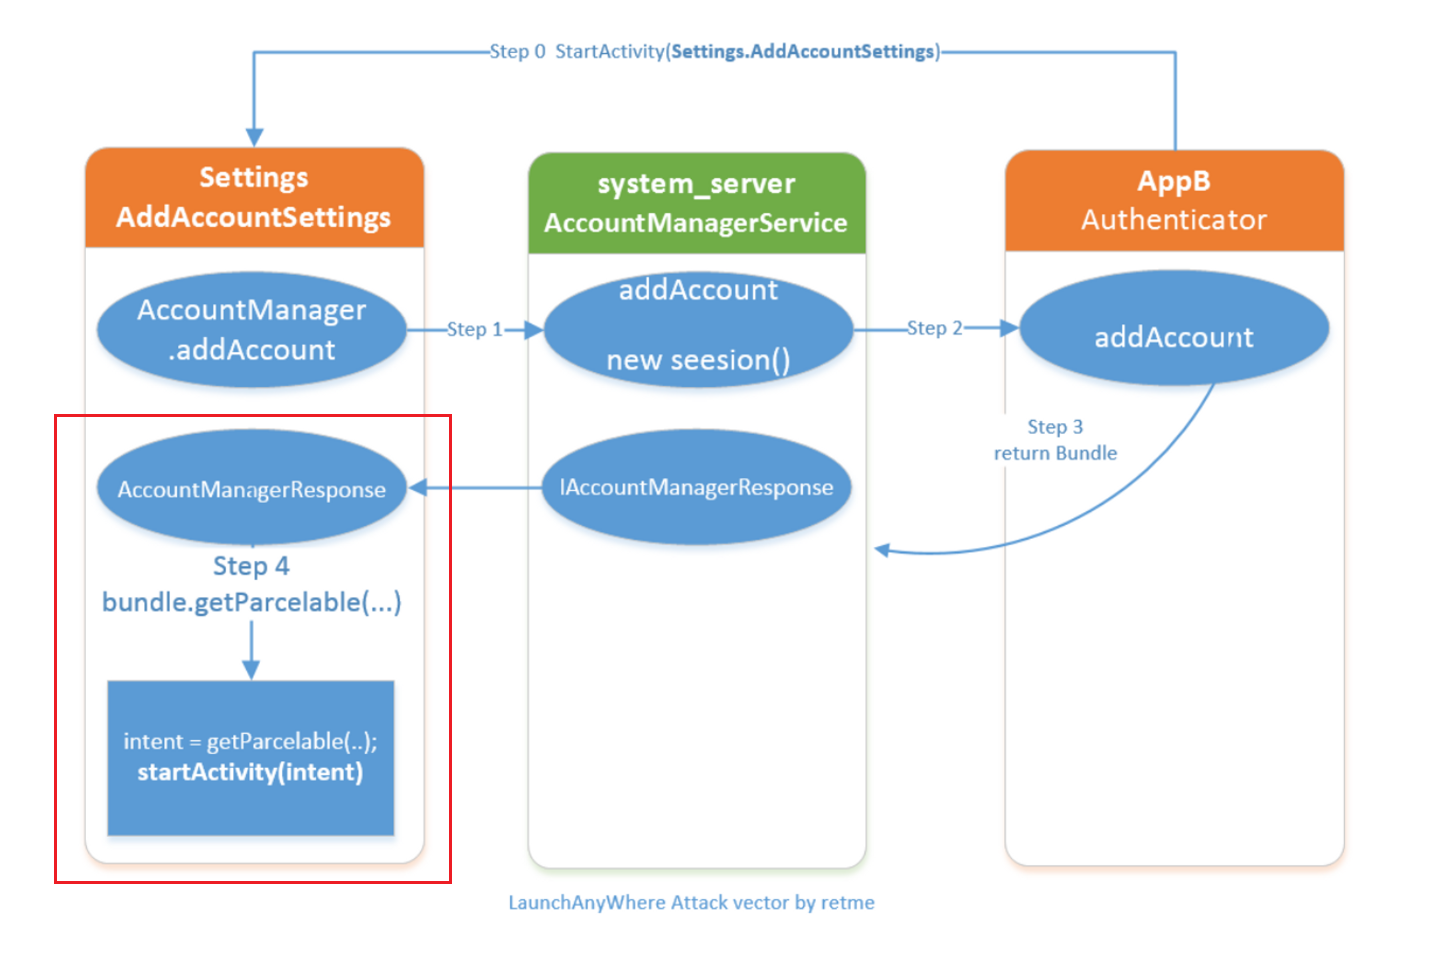 Step 0  StartActivity(Settings.AddAccountSettings)
Settings
AddAccountSettings
system_server
AccountManagerService
AppB
Authenticator
AccountManager
.addAccount
Step 1
addAccount
new seesion()
Step 2
addAccount
Step 3
return Bundle
AccountManagerResponse
IAccountManagerResponse
Step 4
bundle.getParcelable(...)
intent = getParcelable(..);
startActivity(intent)
LaunchAnyWhere Attack vector by retme